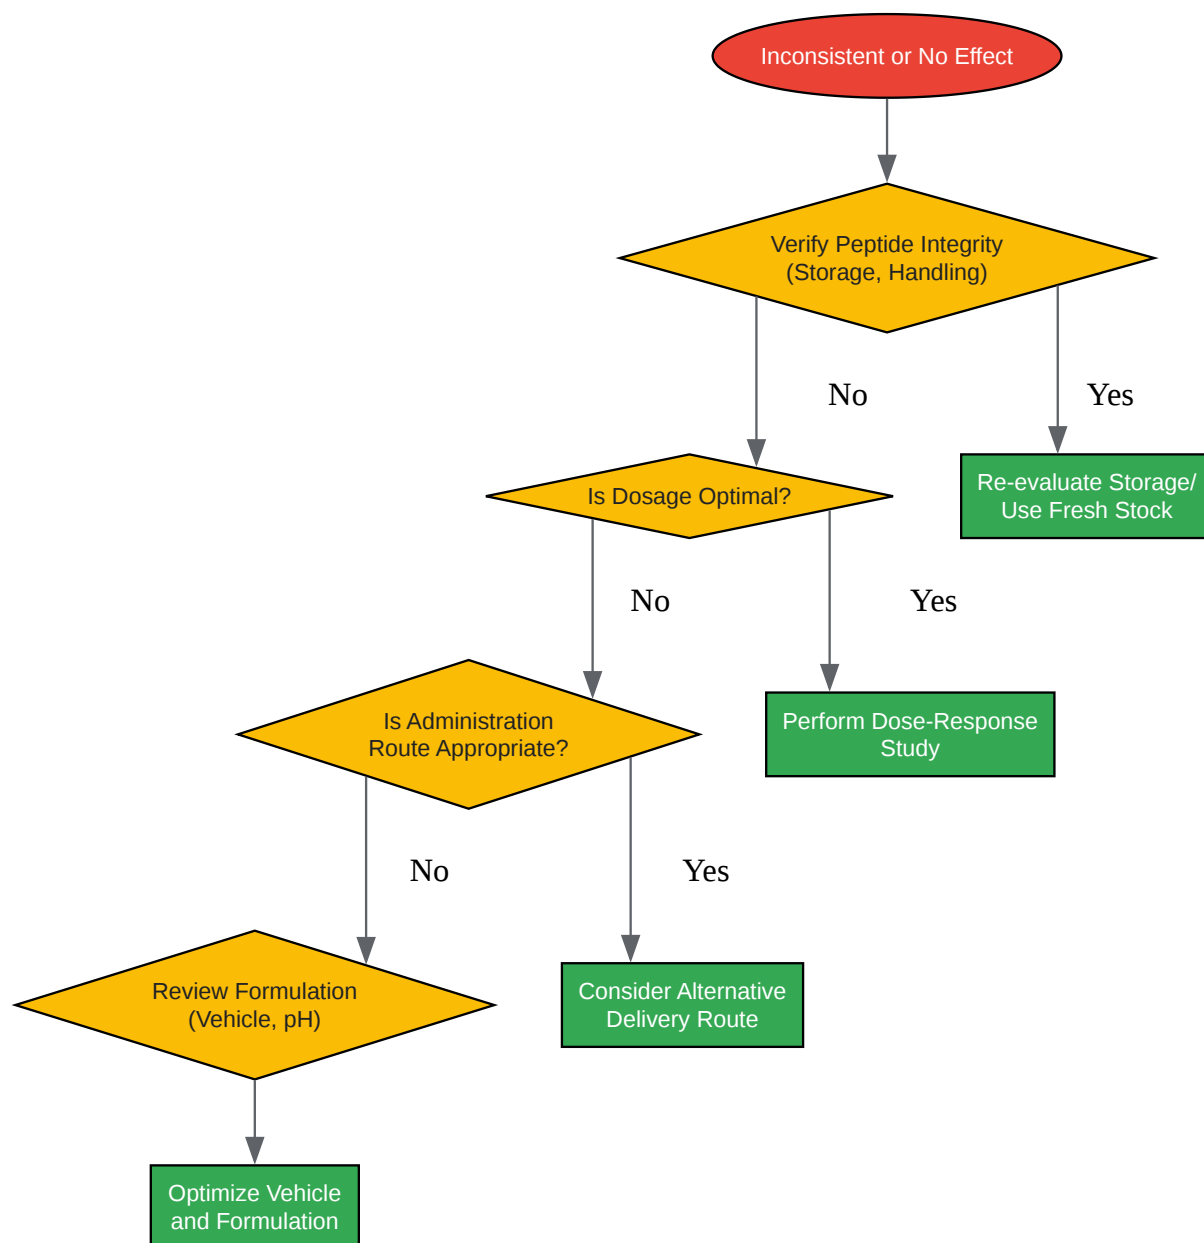 Inconsistent or No Effect
Verify Peptide Integrity
(Storage, Handling)
No
Yes
Is Dosage Optimal?
Re-evaluate Storage/
Use Fresh Stock
No
Yes
Is Administration
Route Appropriate?
Perform Dose-Response
Study
No
Yes
Review Formulation
(Vehicle, pH)
Consider Alternative
Delivery Route
Optimize Vehicle
and Formulation